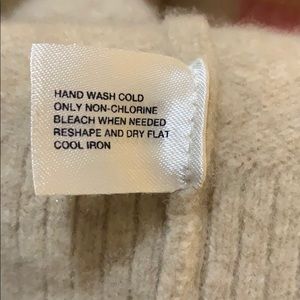 HAND WASH COLD
ONLY NON-CHLORINE
BLEACH WHEN NEEDED
RESHAPE AND DRY FLAT
COOL IRON